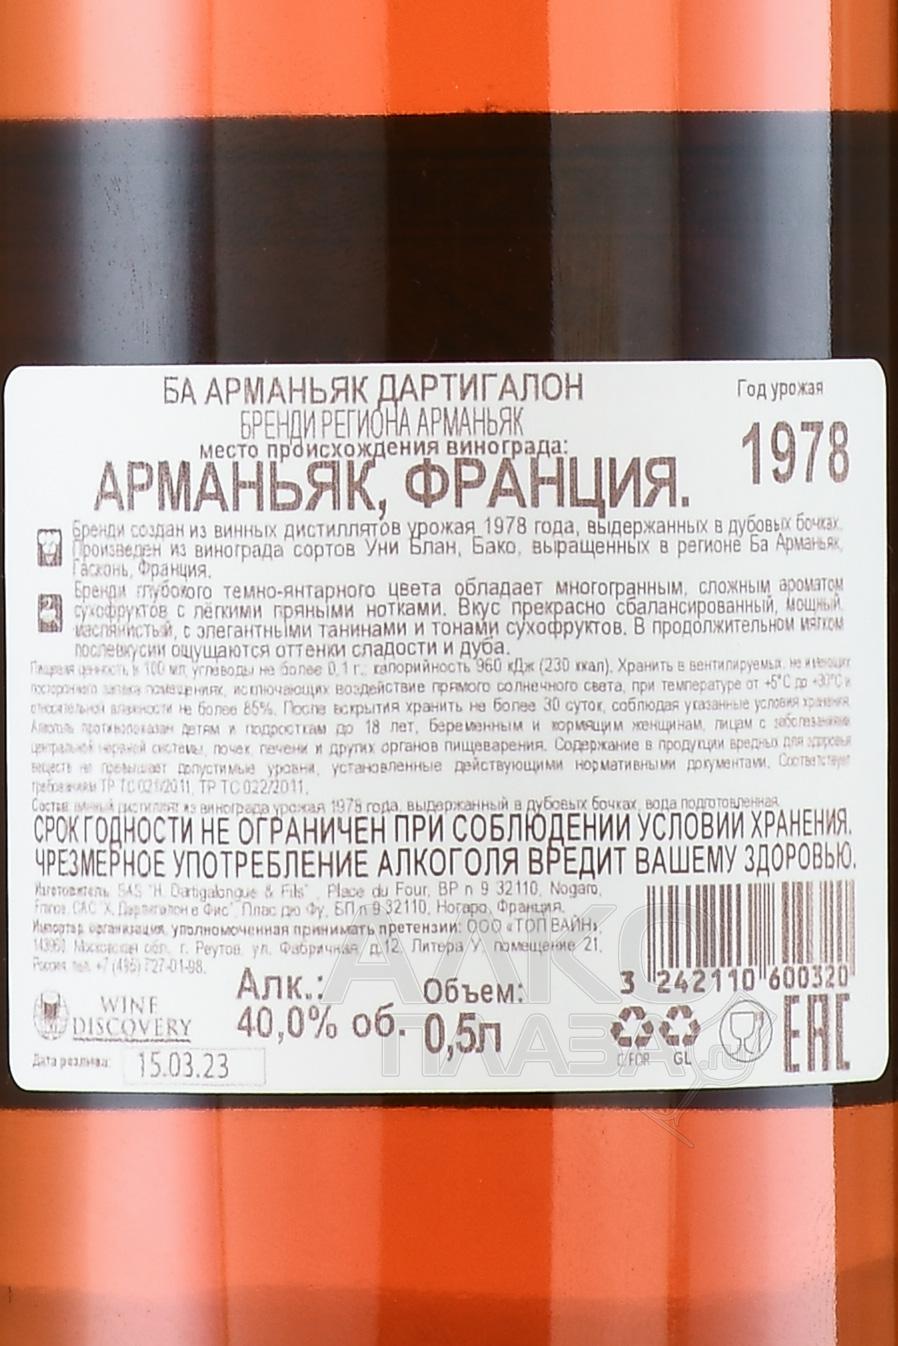 БА АРМАНЬЯК ДАРТИГАЛОН
БРЕНДИ РЕГИОНА АРМАНЬЯК
место происхождения винограда:
АРМАНЬЯК, ФРАНЦИЯ.
Год урожая
1978
Бренди создан из винных дистиллятов урожая 1978 года, выдержанных в дубовых бочках.
Произведен из винограда сортов Уни Блан, Бако, выращенных в регионе Ба Арманьяк,
Гасконь, Франция.
Бренди глубокого темно-янтарного цвета обладает многогранным, сложным ароматом
сухофруктов с лёгкими пряными нотками. Вкус прекрасно сбалансированный, мощный,
маслянистый, с элегантными танинами и тонами сухофруктов. В продолжительном мягком
послевкусии ощущаются оттенки сладости и дуба.
Пищевая ценность в 100 мл, углеводы не более 0,1 г., калорийность 960 кДж (230 ккал). Хранить в вентилируемых, не имеющих
постороннего запаха помещениях, исключающих воздействие прямого солнечного света, при температуре от +5°С до +30°С и
относительной влажности не более 85%. После вскрытия хранить не более 30 суток, соблюдая указанные условия хранения.
Алкоголь противопоказан детям и подросткам до 18 лет, беременным и кормящим женщинам, лицам с заболеваниями
центральной нервной системы, почек, печени и других органов пищеварения. Содержание в продукции вредных для здоровья
веществ не превышает допустимые уровни, установленные действующими нормативными документами. Соответствует
требованиям ТР ТС 021/2011, ТР ТС 022/2011.
Состав: винный дистиллят из винограда урожая 1978 года, выдержанный в дубовых бочках, вода подготовленная.
СРОК ГОДНОСТИ НЕ ОГРАНИЧЕН ПРИ СОБЛЮДЕНИИ УСЛОВИИ ХРАНЕНИЯ.
ЧРЕЗМЕРНОЕ УПОТРЕБЛЕНИЕ АЛКОГОЛЯ ВРЕДИТ ВАШЕМУ ЗДОРОВЬЮ.
Изготовитель: SAS "H. Dartigalongue & Fils", Place du Four, BP n 9 32110, Nogaro,
France, САС "Х. Дартигалон е Фис", Плас дю Фу, БП n 9 32110, Ногаро, Франция.
Импортер, организация, уполномоченная принимать претензии: ООО «ТОП ВАЙН»,
143960 Московская обл., г. Реутов, ул. Фабричная, д.12, Литера У, помещение 21,
Россия, тел. +7 (495) 727-01-98.
3 242110 600320
WINE
DISCOVERY
Алк.:
40,0% об.
Объем:
0,5л
C/FOR GL
EAC
Дата розлива: 15.03.23
АЛКО
ПЛАЗА.ru